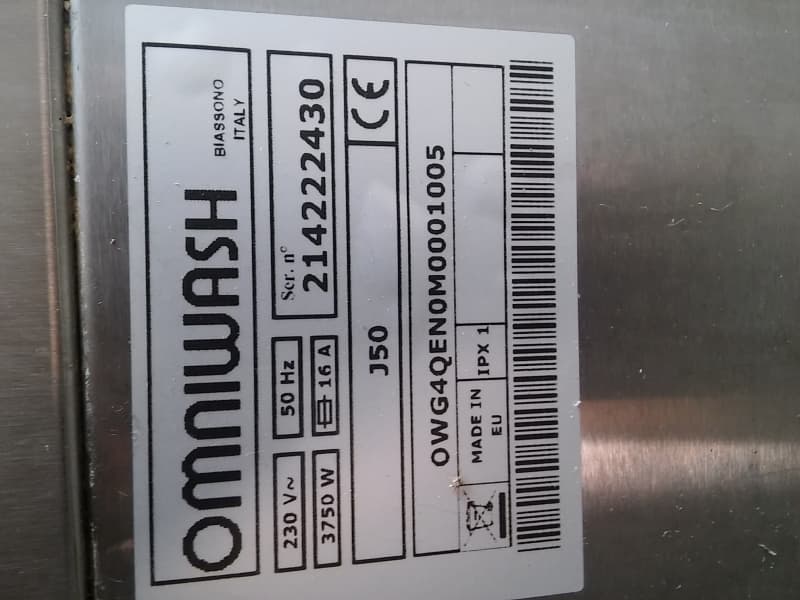 OMNIWASH
BIASSONO
ITALY
230 V~
50 Hz
3750 W
16 A
Ser. n°
2142222430
J50
CE
OWG4QEN0M0001005
MADE IN
EU
IPX 1